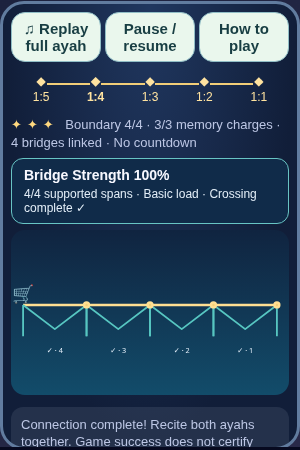 ♫ Replay full ayah
Pause / resume
How to play
1:5 1:4 1:3 1:2 1:1
✦ ✦ ✦ Boundary 4/4 · 3/3 memory charges ·
4 bridges linked · No countdown
Bridge Strength 100%
4/4 supported spans · Basic load · Crossing
complete ✓
✓ · 4 ✓ · 3 ✓ · 2 ✓ · 1
Connection complete! Recite both ayahs
together. Game success does not certify